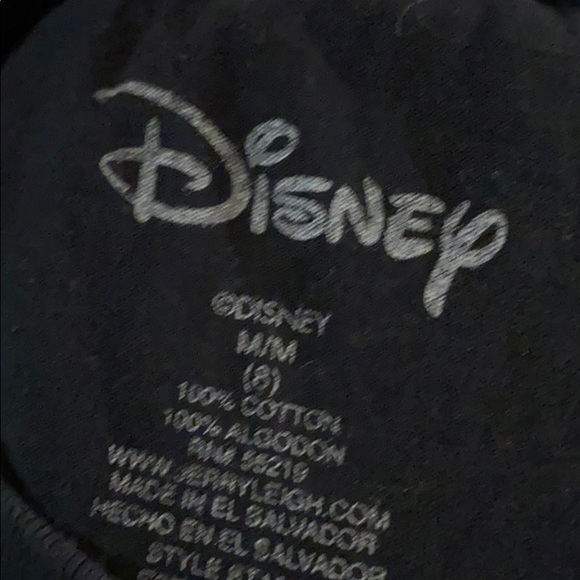 Disney
©DISNEY
M/M
(8)
100% COTTON
100% ALGODON
RN# 59219
WWW.JERRYLEIGH.COM
MADE IN EL SALVADOR
HECHO EN EL SALVADOR
STYLE